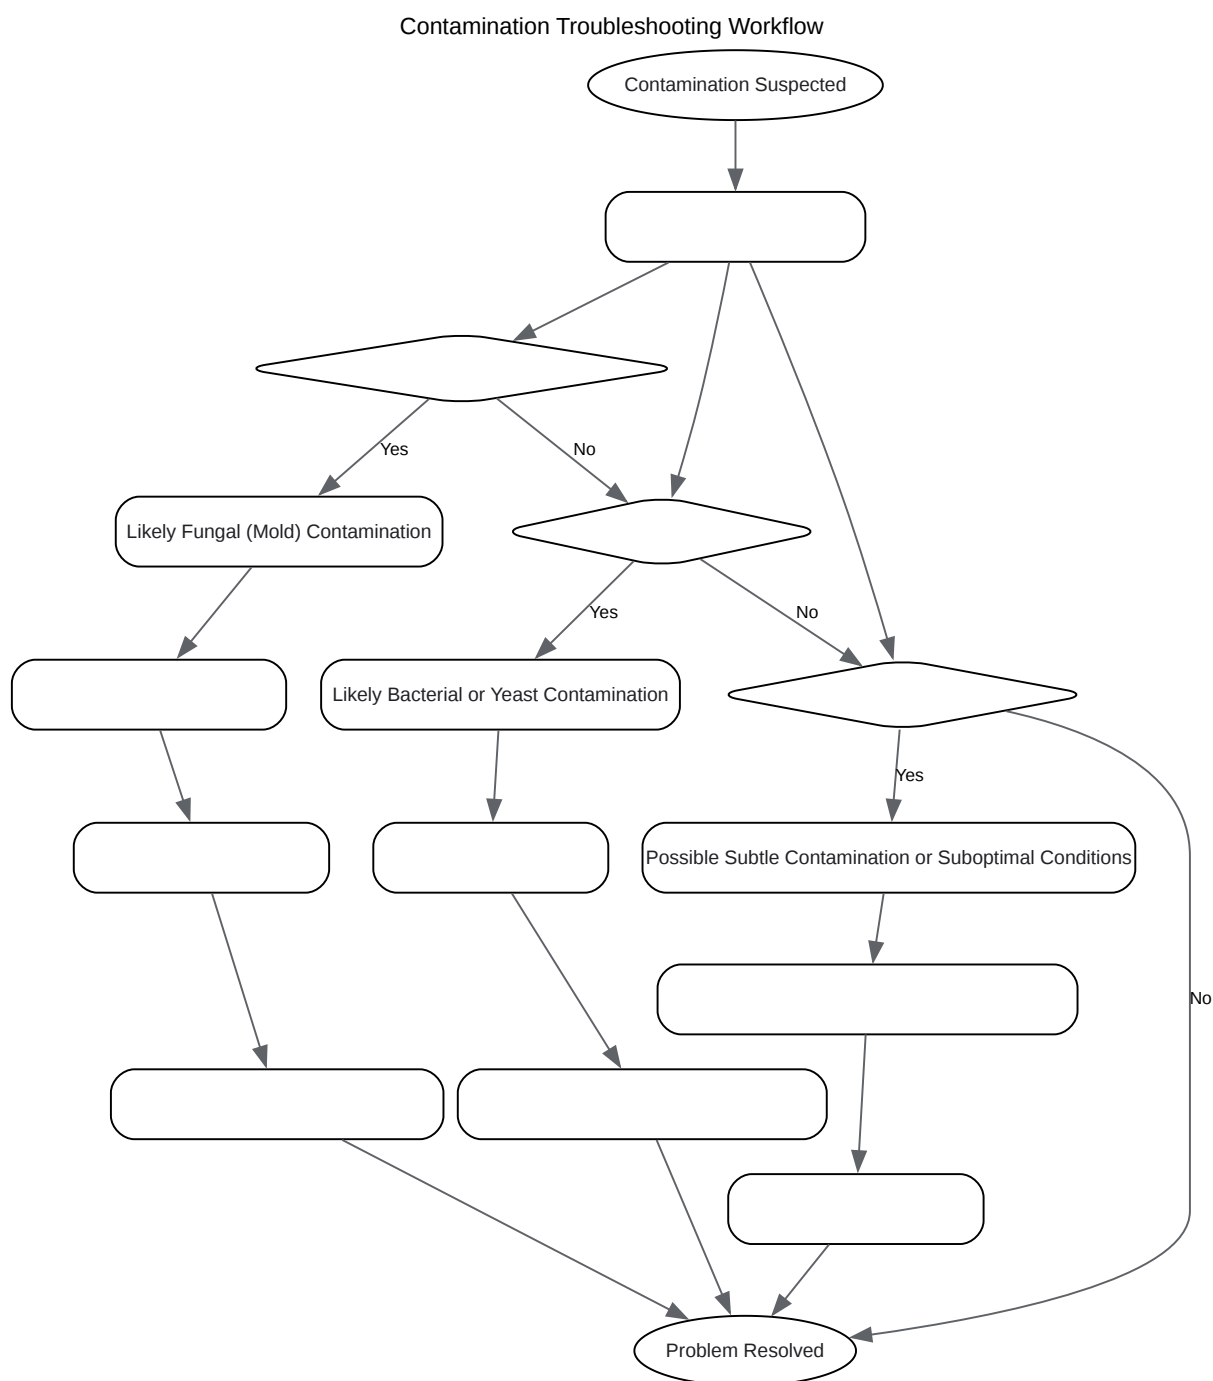 Contamination Troubleshooting Workflow
Contamination Suspected
Yes
No
Likely Fungal (Mold) Contamination
Yes
No
Likely Bacterial or Yeast Contamination
Yes
Possible Subtle Contamination or Suboptimal Conditions
No
Problem Resolved